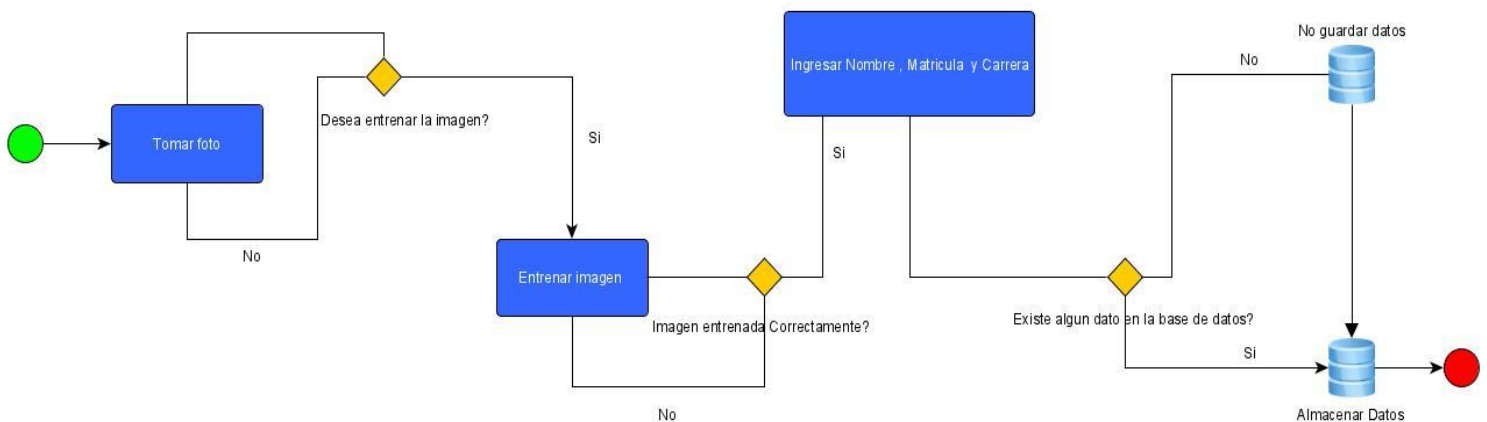 Tomar foto
Desea entrenar la imagen?
No
Si
Entrenar imagen
Imagen entrenada Correctamente?
No
Si
Ingresar Nombre , Matricula y Carrera
Existe algun dato en la base de datos?
No
No guardar datos
Si
Almacenar Datos